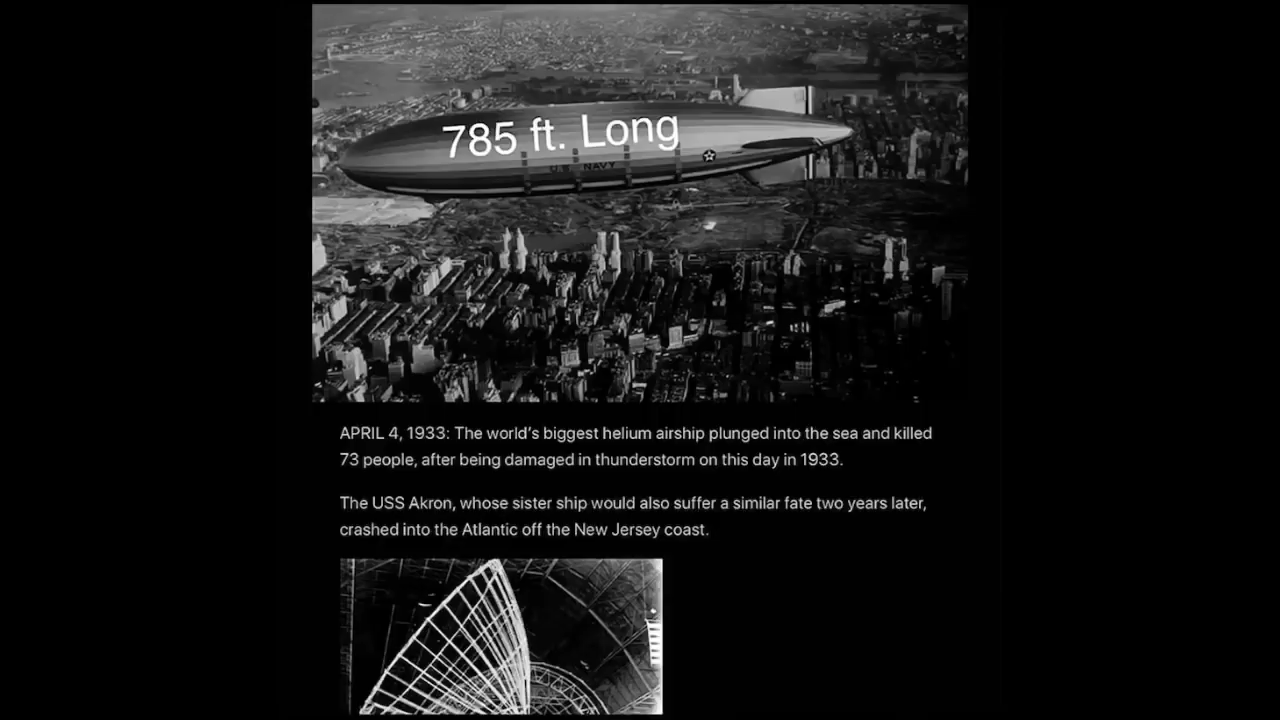 785 ft. Long
U.S. NAVY
APRIL 4, 1933: The world's biggest helium airship plunged into the sea and killed
73 people, after being damaged in thunderstorm on this day in 1933.
The USS Akron, whose sister ship would also suffer a similar fate two years later,
crashed into the Atlantic off the New Jersey coast.